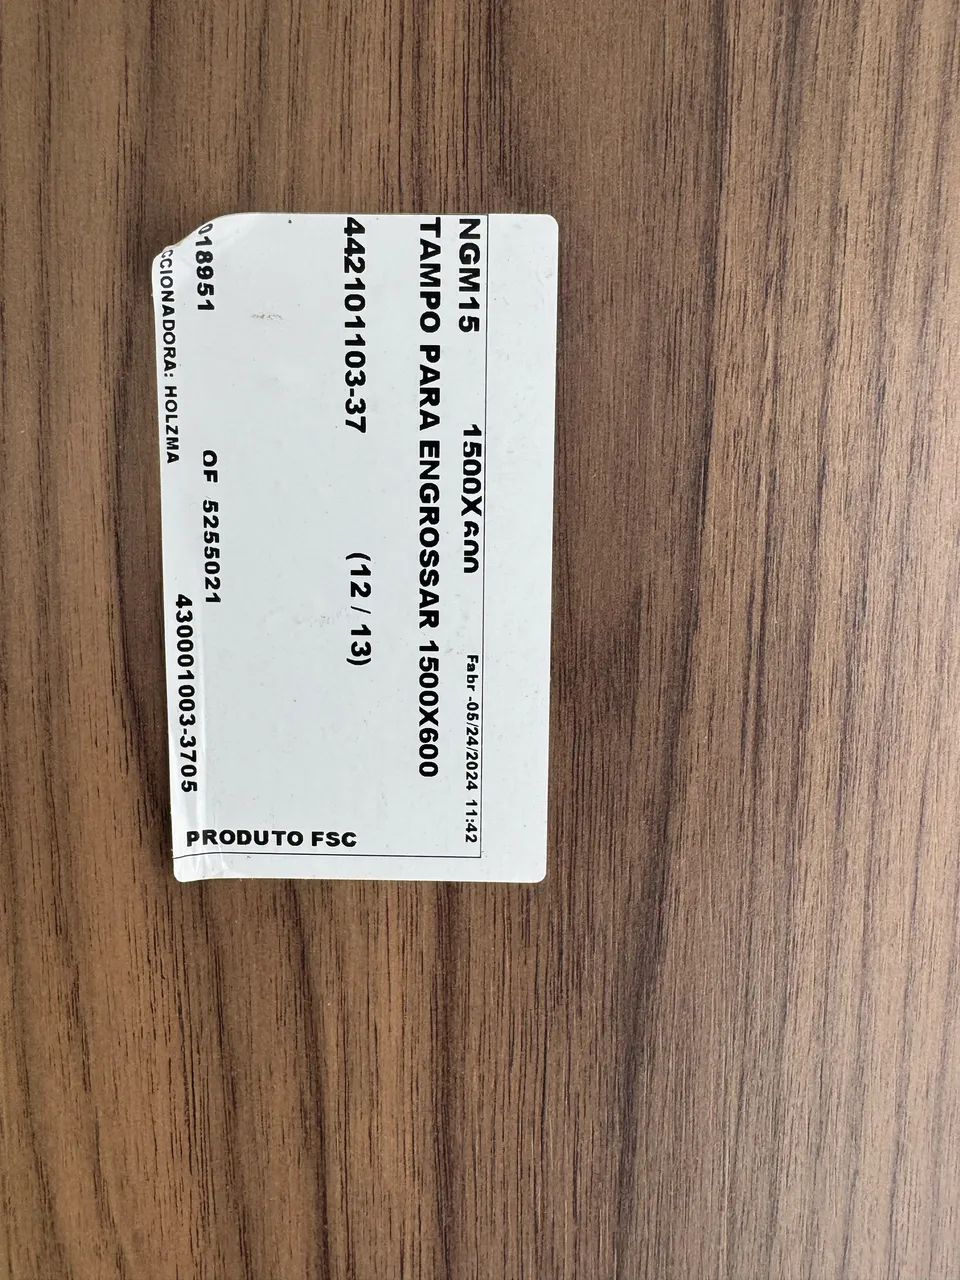 NGM15 1500X600 Fabr -05/24/2024 11:42
TAMPO PARA ENGROSSAR 1500X600
442101103-37 (12 / 13)
018951 OF 5255021
CCIONADORA: HOLZMA 430001003-3705
PRODUTO FSC